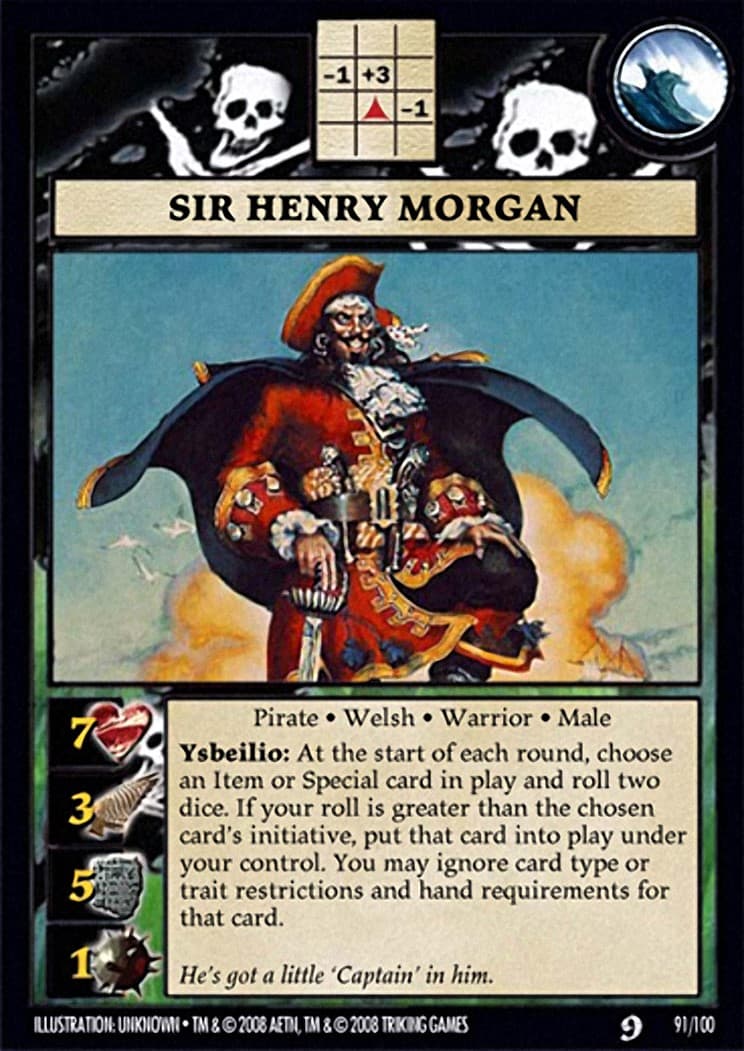 -1 +3
-1
SIR HENRY MORGAN
7
3
5
1
Pirate • Welsh • Warrior • Male
Ysbeilio: At the start of each round, choose
an Item or Special card in play and roll two
dice. If your roll is greater than the chosen
card's initiative, put that card into play under
your control. You may ignore card type or
trait restrictions and hand requirements for
that card.
He's got a little 'Captain' in him.
ILLUSTRATION: UNKNOWN • TM & © 2008 AETN, TM & © 2008 TRIKING GAMES
9
91/100